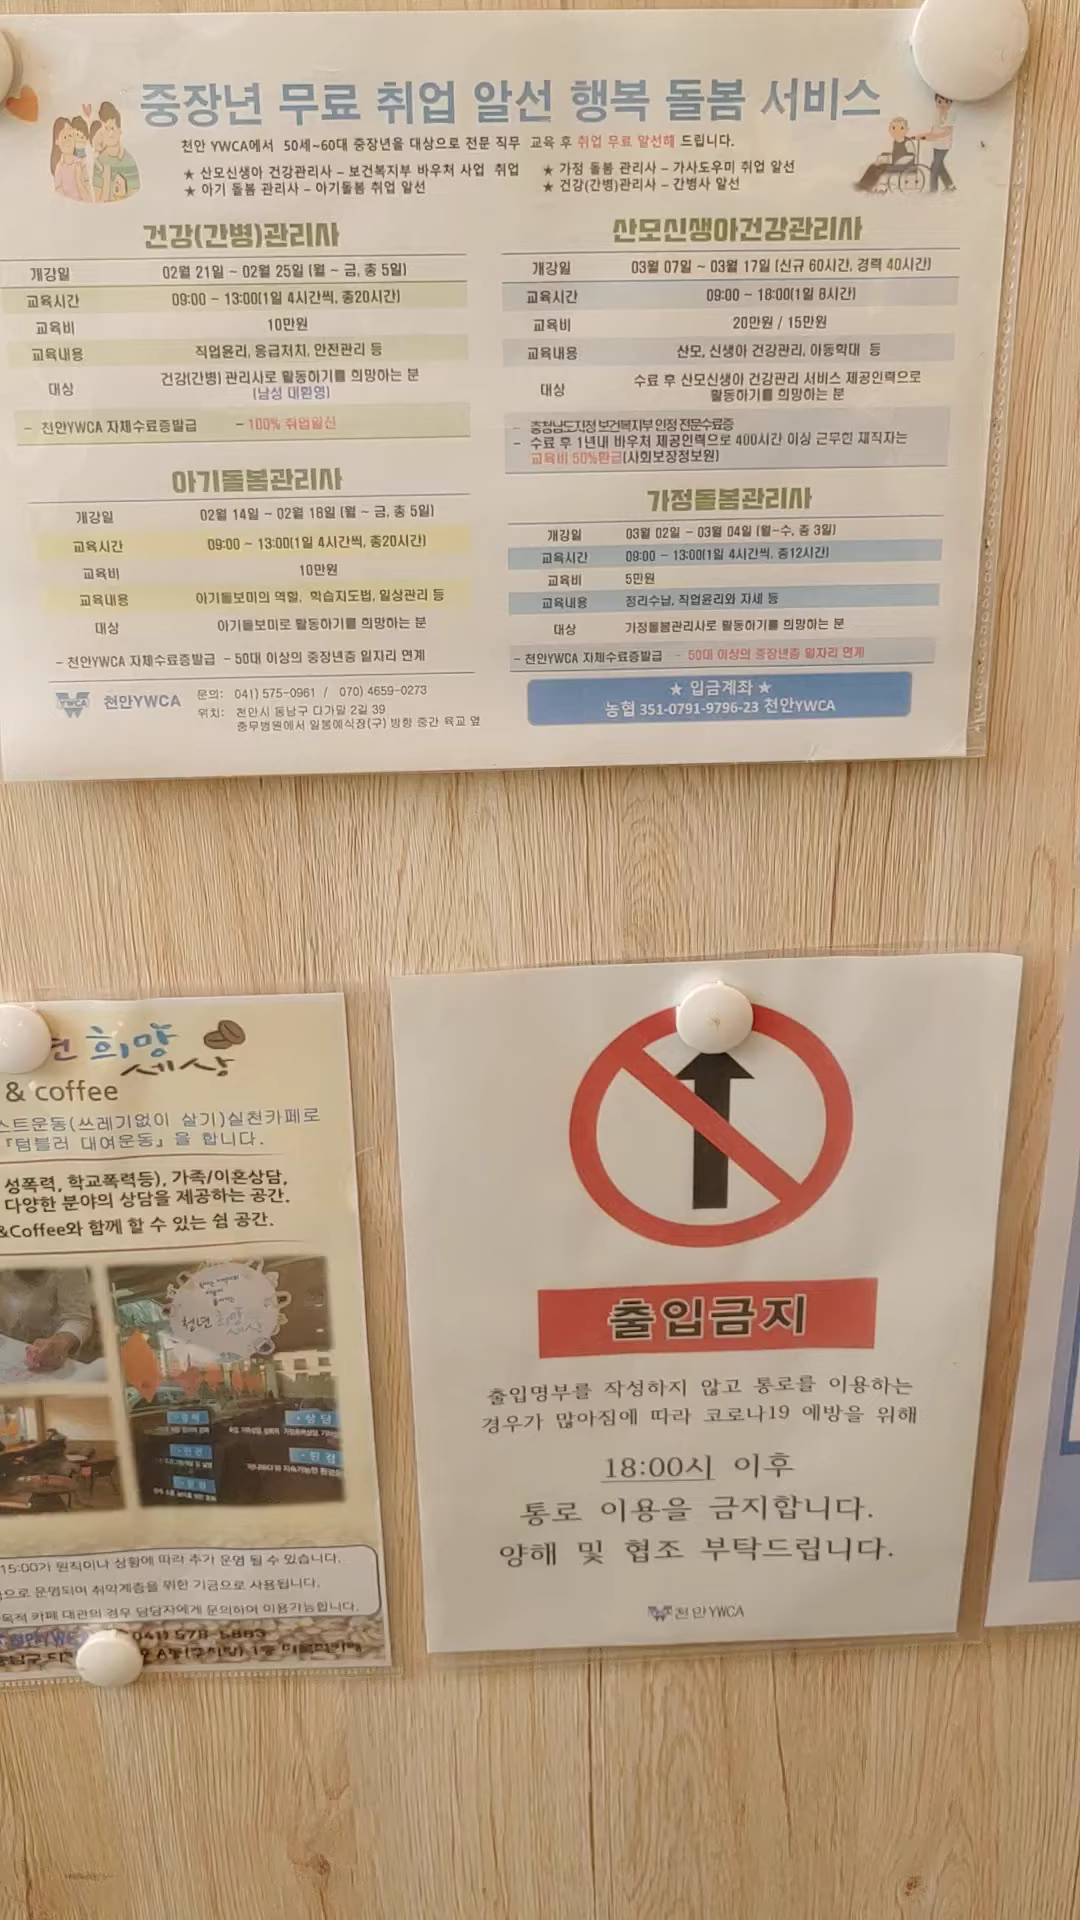 중장년 무료 취업 알선 행복 돌봄 서비스
천안 YWCA에서 50세~60대 중장년을 대상으로 전문 직무 교육 후 취업 무료 알선해 드립니다.
★ 산모신생아 건강관리사 – 보건복지부 바우처 사업 취업
★ 아기 돌봄 관리사 – 아기돌봄 취업 알선
★ 가정 돌봄 관리사 – 가사도우미 취업 알선
★ 건강(간병)관리사 – 간병사 알선
건강(간병)관리사
개강일 02월 21일 ~ 02월 25일 (월 ~ 금, 총 5일)
교육시간 09:00 ~ 13:00(1일 4시간씩, 총20시간)
교육비 10만원
교육내용 직업윤리, 응급처치, 안전관리 등
대상 건강(간병) 관리사로 활동하기를 희망하는 분
(남성 대환영)
- 천안YWCA 자체수료증발급 - 100% 취업알선
아기돌봄관리사
개강일 02월 14일 ~ 02월 18일 (월 ~ 금, 총 5일)
교육시간 09:00 ~ 13:00(1일 4시간씩, 총20시간)
교육비 10만원
교육내용 아기돌보미의 역할, 학습지도법, 일상관리 등
대상 아기돌보미로 활동하기를 희망하는 분
- 천안YWCA 자체수료증발급 - 50대 이상의 중장년층 일자리 연계
YWCA 천안YWCA
문의: 041) 575-0961 / 070) 4659-0273
위치: 천안시 동남구 다가말 2길 39
충무병원에서 일봉예식장(구) 방향 중간 육교 옆
산모신생아건강관리사
개강일 03월 07일 ~ 03월 17일 (신규 60시간, 경력 40시간)
교육시간 09:00 ~ 18:00(1일 8시간)
교육비 20만원 / 15만원
교육내용 산모, 신생아 건강관리, 아동학대 등
대상 수료 후 산모신생아 건강관리 서비스 제공인력으로
활동하기를 희망하는 분
- 충청남도지정 보건복지부 인정 전문수료증
- 수료 후 1년내 바우처 제공인력으로 400시간 이상 근무한 재직자는
교육비 50%환급(사회보장정보원)
가정돌봄관리사
개강일 03월 02일 ~ 03월 04일 (월~수, 총 3일)
교육시간 09:00 ~ 13:00(1일 4시간씩, 총12시간)
교육비 5만원
교육내용 정리수납, 직업윤리와 자세 등
대상 가정돌봄관리사로 활동하기를 희망하는 분
- 천안YWCA 자체수료증발급 - 50대 이상의 중장년층 일자리 연계
★ 입금계좌 ★
농협 351-0791-9796-23 천안YWCA
희망
세상
& coffee
스트운동(쓰레기없이 살기)실천카페로
『텀블러 대여운동』을 합니다.
성폭력, 학교폭력등), 가족/이혼상담,
다양한 분야의 상담을 제공하는 공간.
&Coffee와 함께 할 수 있는 쉼 공간.
청년 희망
세상
상담
15:00가 원칙이나 상황에 따라 추가 운영 될 수 있습니다.
으로 운영되며 취약계층을 위한 기금으로 사용됩니다.
목적 카페 대관의 경우 담당자에게 문의하여 이용가능합니다.
출입금지
출입명부를 작성하지 않고 통로를 이용하는
경우가 많아짐에 따라 코로나19 예방을 위해
18:00시 이후
통로 이용을 금지합니다.
양해 및 협조 부탁드립니다.
천안YWCA